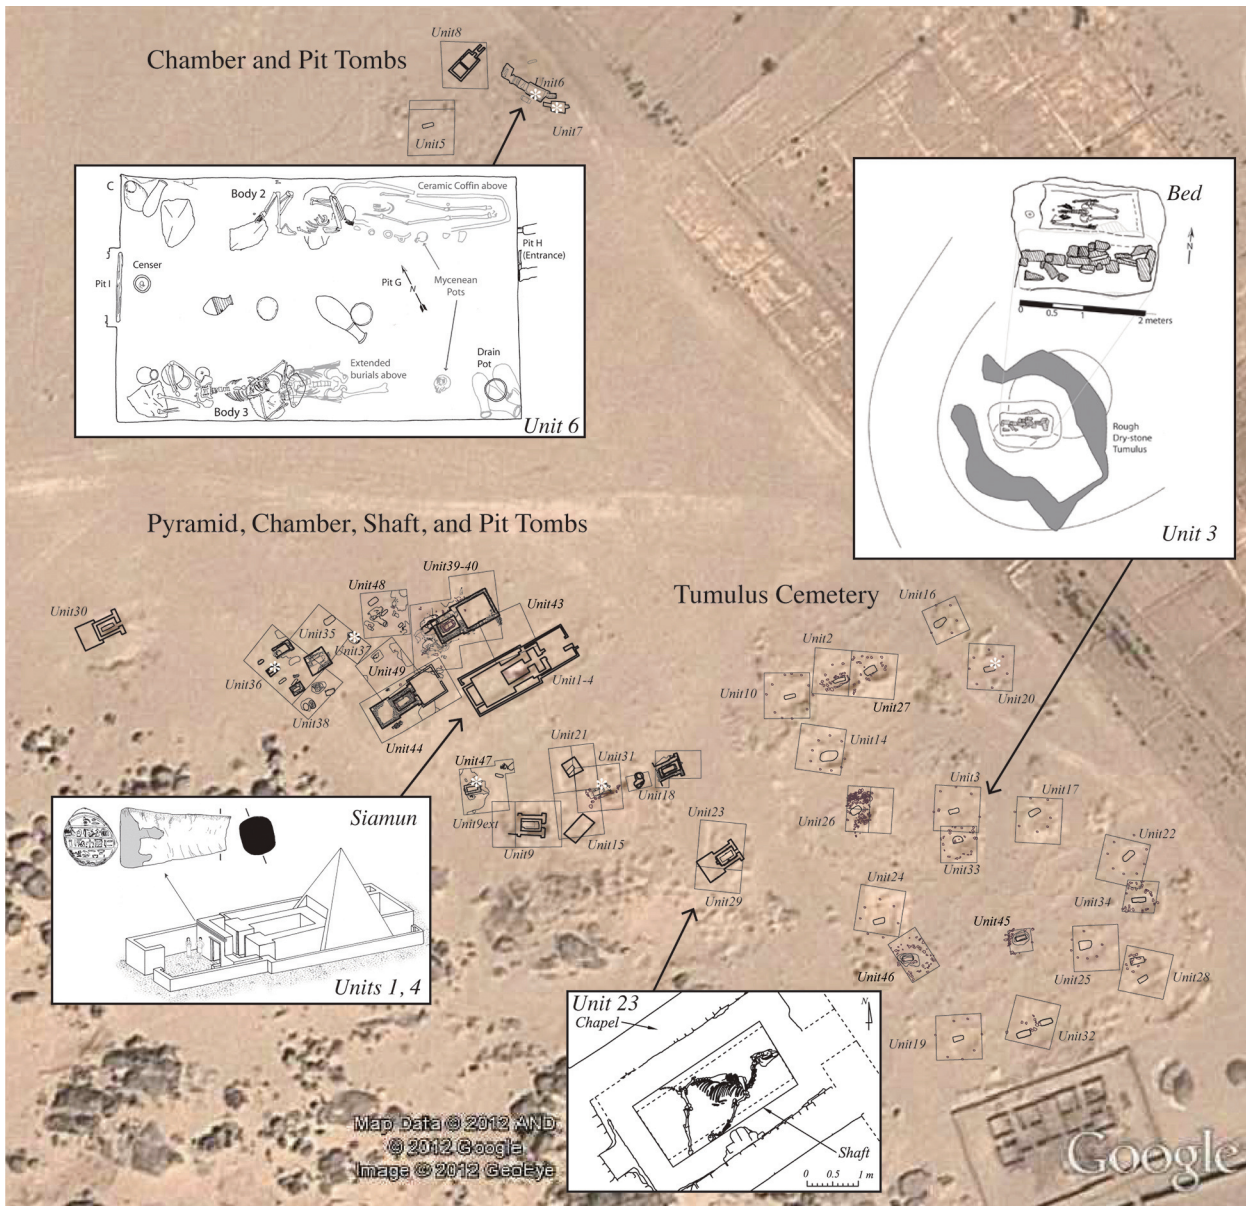 Chamber and Pit Tombs
Unit8
Unit6
Unit7
Unit5
C
Body 2
Ceramic Coffin above
Pit H
(Entrance)
Pit I
Censer
Pit G
N
Mycenean
Pots
Extended
burials above
Drain
Pot
Body 3
Unit 6
Bed
N
0
0.5
1
2 meters
Rough
Dry-stone
Tumulus
Unit 3
Pyramid, Chamber, Shaft, and Pit Tombs
Tumulus Cemetery
Unit39-40
Unit48
Unit43
Unit30
Unit35
Unit37
Unit49
Unit36
Unit1-4
Unit38
Unit44
Unit16
Unit2
Unit10
Unit27
Unit20
Unit14
Unit21
Unit47
Unit31
Unit18
Unit3
Unit17
Unit9ext
Unit9
Unit15
Unit23
Unit26
Unit22
Unit33
Unit29
Unit24
Unit34
Unit45
Unit46
Unit25
Unit28
Unit19
Unit32
Siamun
Units 1, 4
Unit 23
Chapel
N
Shaft
0 0.5 1 m
Map Data © 2012 AND
© 2012 Google
Image © 2012 GeoEye
Google